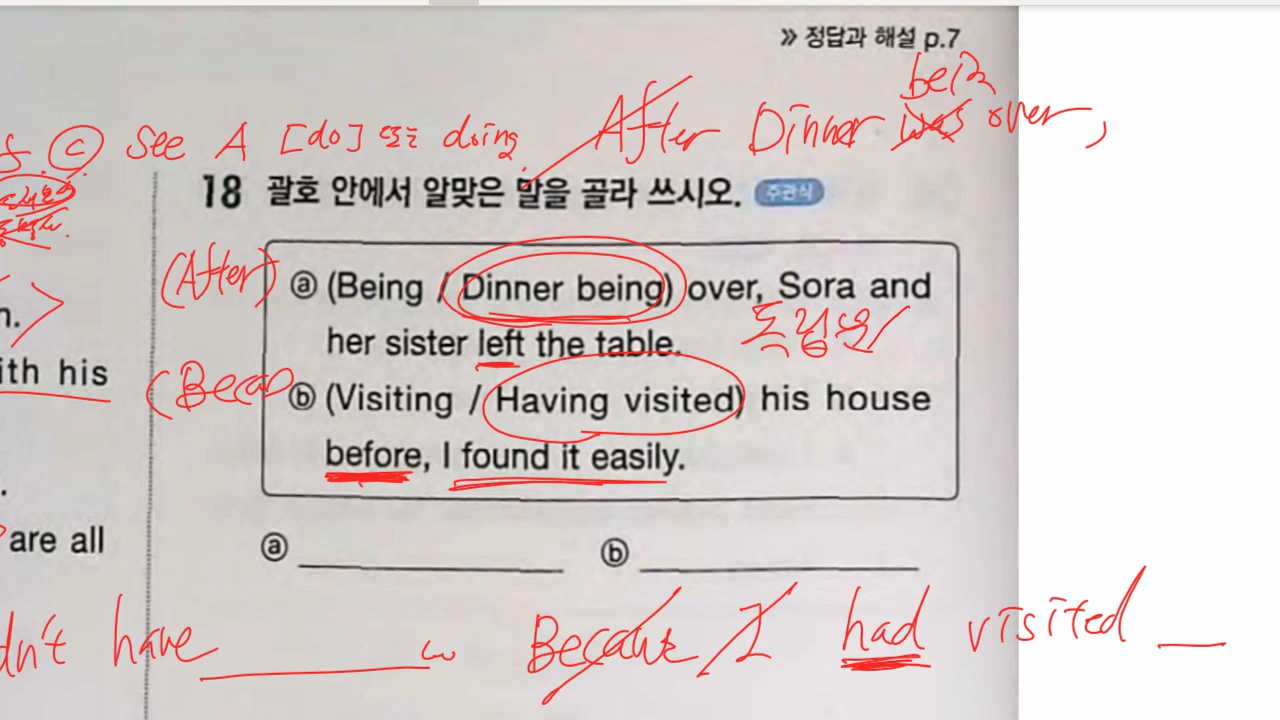 » 정답과 해설 p.7
being
ⓒ see A [do] 또는 doing. After Dinner was over,
18 괄호 안에서 알맞은 말을 골라 쓰시오. 주관식
(After)
ⓐ (Being / Dinner being) over, Sora and
n.
her sister left the table. 독립분사
ith his
(Becau
ⓑ (Visiting / Having visited) his house
before, I found it easily.
.
are all
ⓐ ⓑ
dn't have Because I had visited